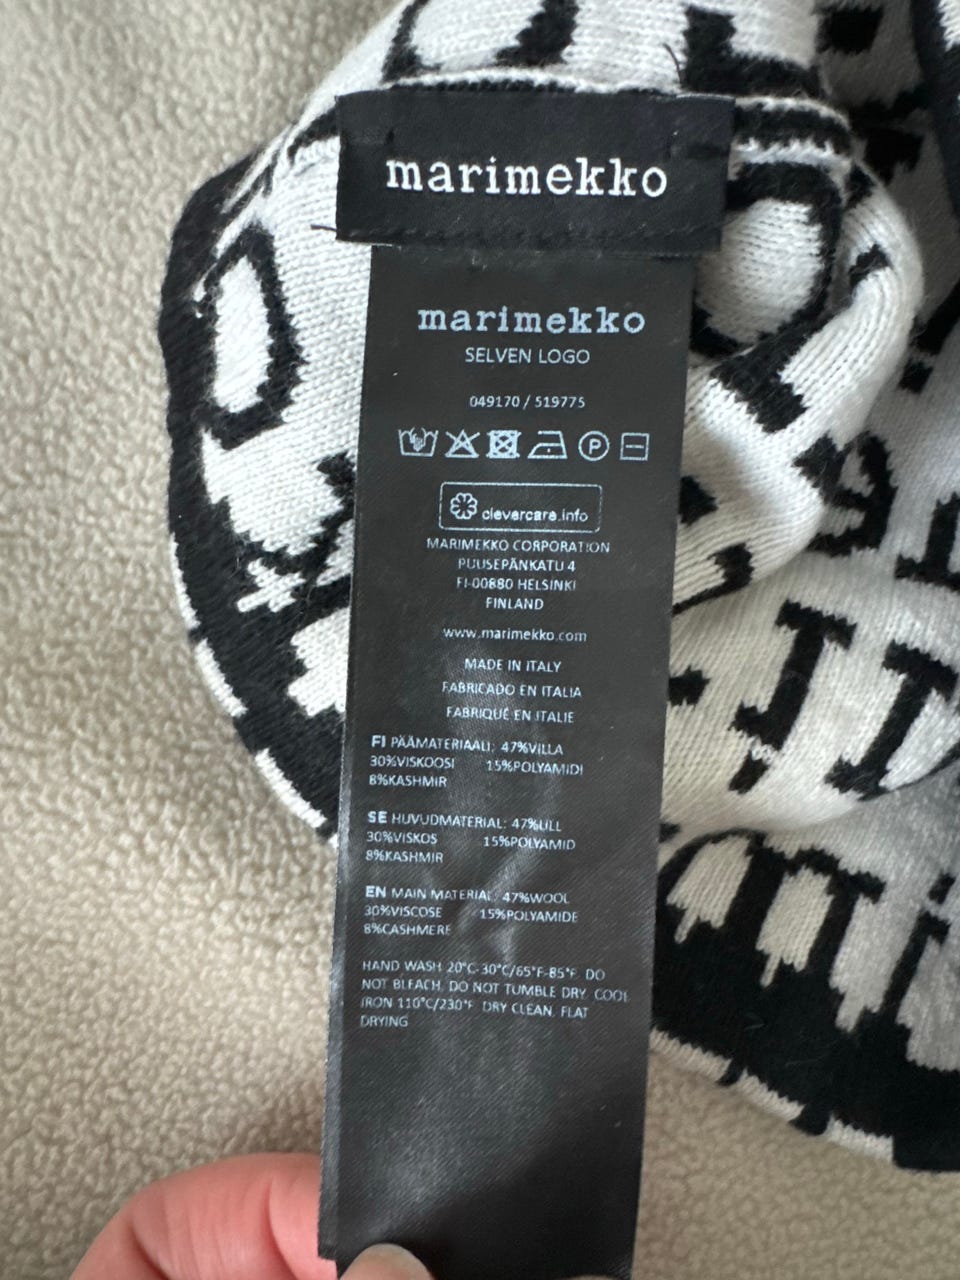 marimekko
marimekko
SELVEN LOGO
049170 / 519775
P
clevercare.info
MARIMEKKO CORPORATION
PUUSEPÄNKATU 4
FI-00880 HELSINKI
FINLAND
www.marimekko.com
MADE IN ITALY
FABRICADO EN ITALIA
FABRIQUÉ EN ITALIE
FI PÄÄMATERIAALI: 47%VILLA
30%VISKOOSI 15%POLYAMIDI
8%KASHMIR
SE HUVUDMATERIAL: 47%ULL
30%VISKOS 15%POLYAMID
8%KASHMIR
EN MAIN MATERIAL: 47%WOOL
30%VISCOSE 15%POLYAMIDE
8%CASHMERE
HAND WASH 20°C-30°C/65°F-85°F. DO
NOT BLEACH. DO NOT TUMBLE DRY. COOL
IRON 110°C/230°F DRY CLEAN. FLAT
DRYING